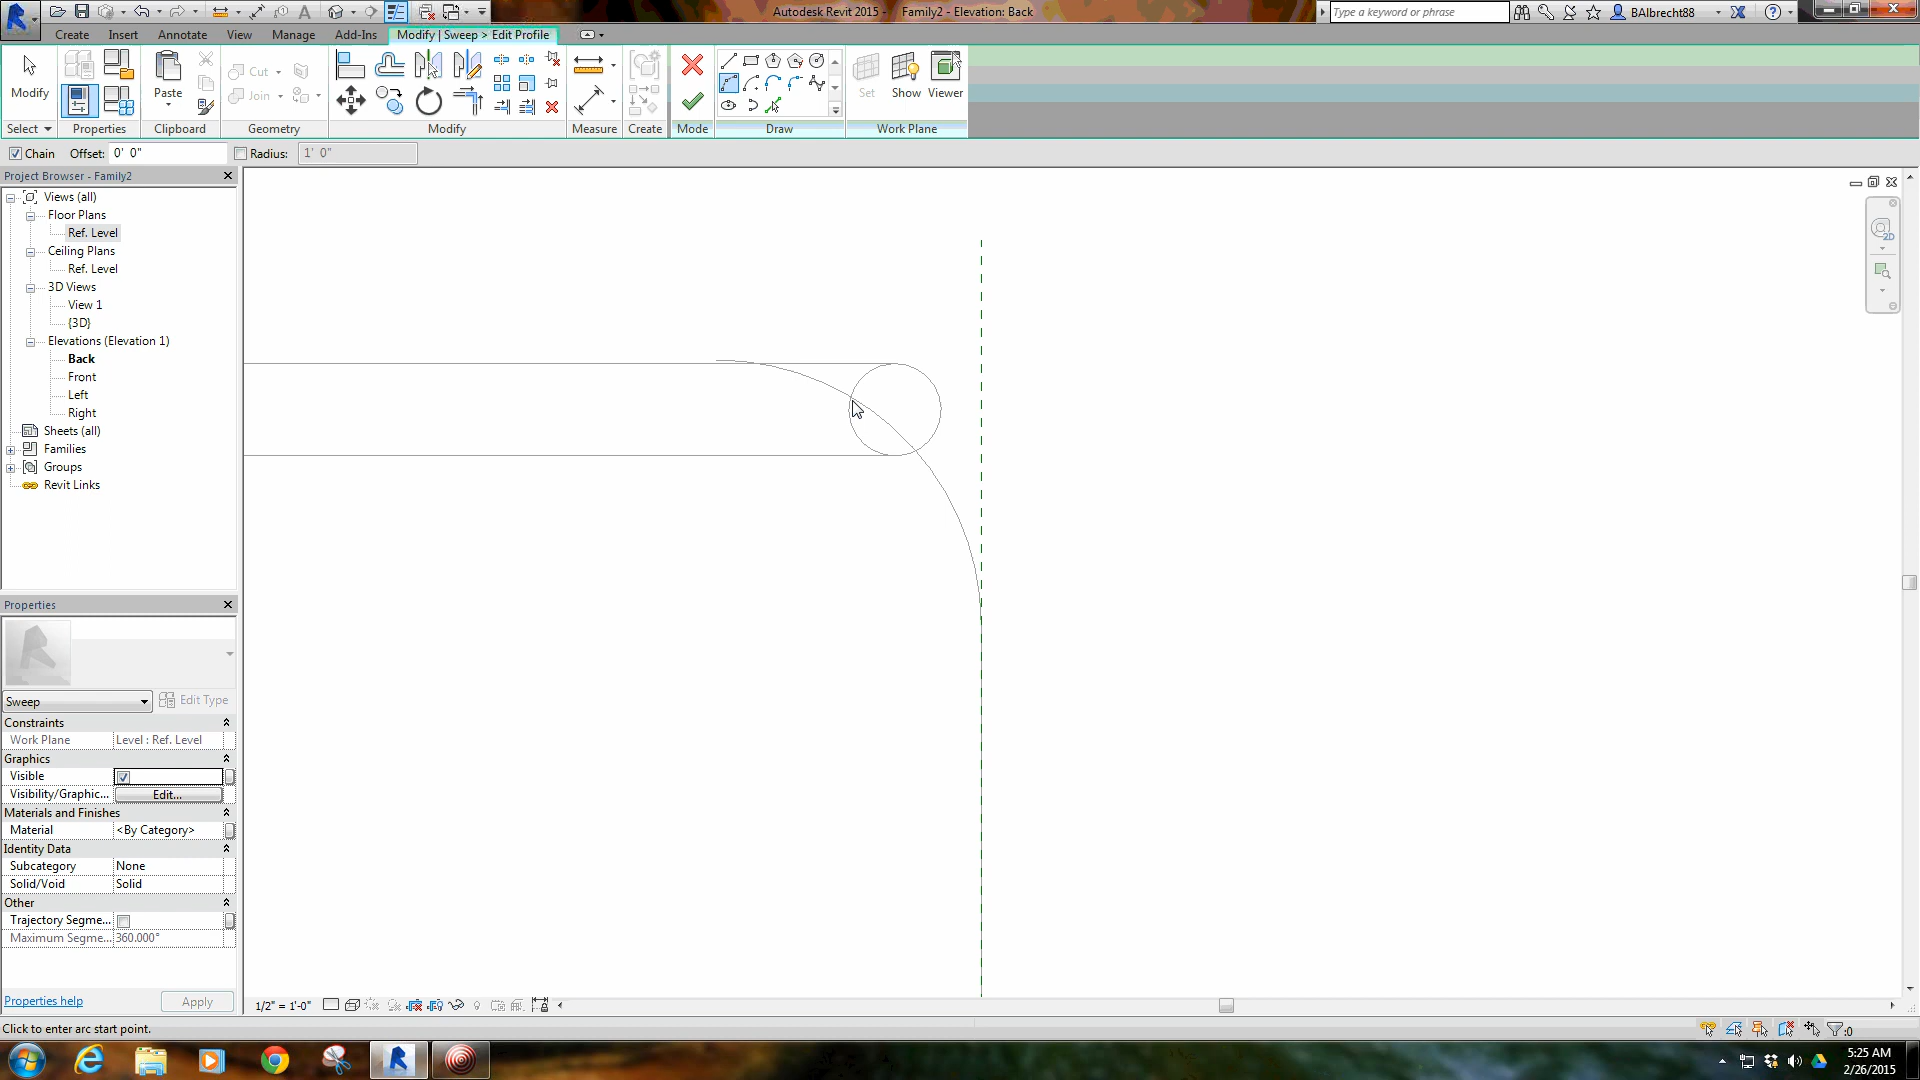 Autodesk Revit 2015 -    Family2 - Elevation: Back
Type a keyword or phrase
BAlbrecht88
Create Insert Annotate View Manage Add-Ins Modify | Sweep > Edit Profile
Modify
Paste
Cut
Join
Set
Show
Viewer
Select
Properties
Clipboard
Geometry
Modify
Measure
Create
Mode
Draw
Work Plane
Chain
Offset: 0' 0"
Radius: 1' 0"
Project Browser - Family2
Views (all)
Floor Plans
Ref. Level
Ceiling Plans
Ref. Level
3D Views
View 1
{3D}
Elevations (Elevation 1)
Back
Front
Left
Right
Sheets (all)
Families
Groups
Revit Links
2D
Properties
Sweep
Edit Type
Constraints
Work Plane Level : Ref. Level
Graphics
Visible
Visibility/Graphic... Edit...
Materials and Finishes
Material <By Category>
Identity Data
Subcategory None
Solid/Void Solid
Other
Trajectory Segme...
Maximum Segme... 360.000°
Properties help
Apply
1/2" = 1'-0"
Click to enter arc start point.
:0
5:25 AM
2/26/2015